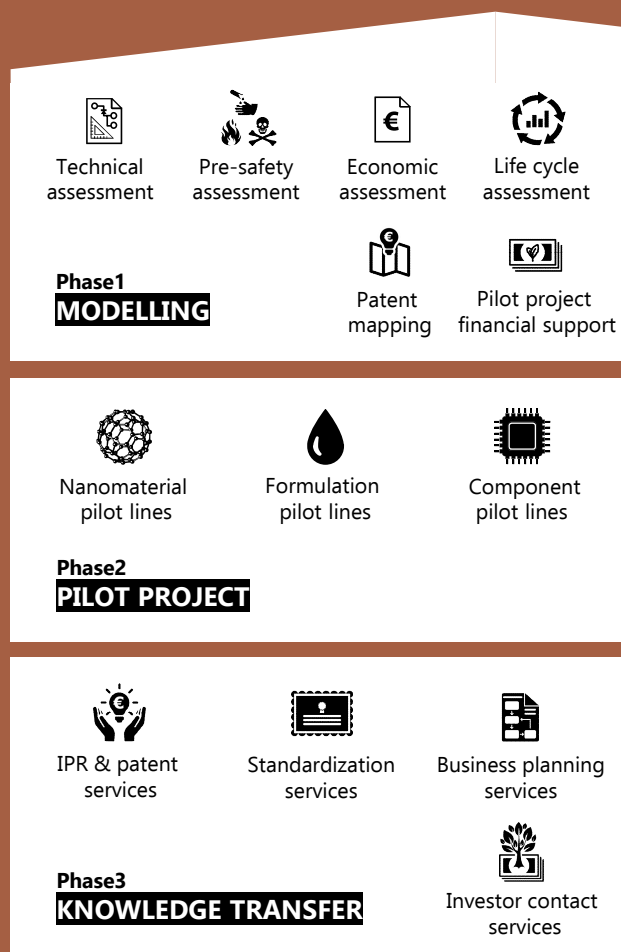 Technical
assessment
Pre-safety
assessment
€
Economic
assessment
Life cycle
assessment
Phase1
MODELLING
€
Patent
mapping
Pilot project
financial support
Nanomaterial
pilot lines
Formulation
pilot lines
Component
pilot lines
Phase2
PILOT PROJECT
€
IPR & patent
services
Standardization
services
Business planning
services
Phase3
KNOWLEDGE TRANSFER
Investor contact
services